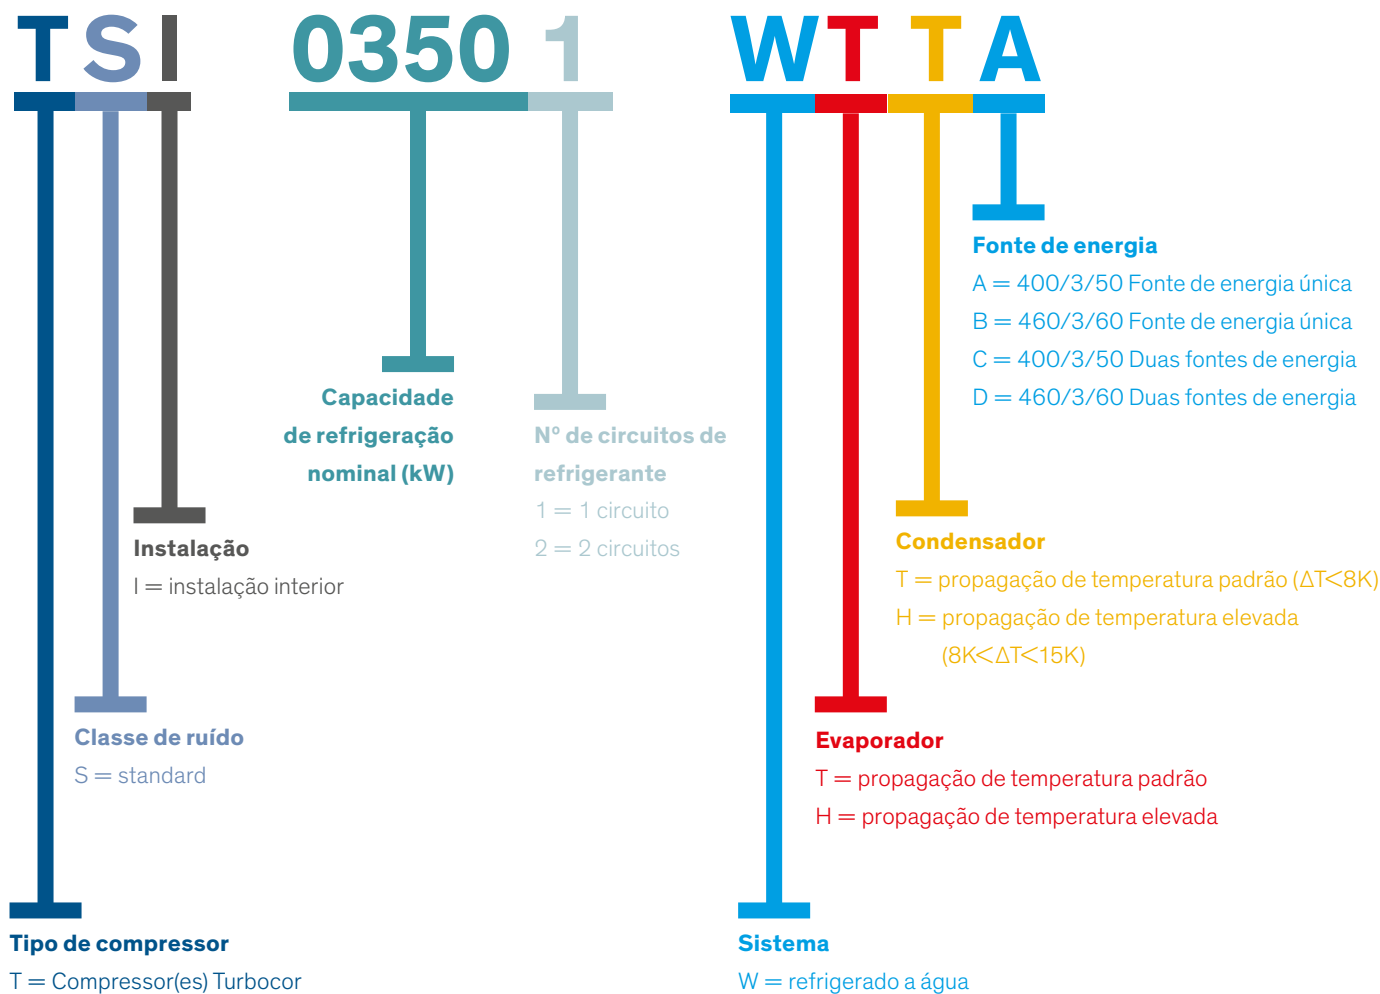 TSI 0350 1 WTTA
Fonte de energia
A = 400/3/50 Fonte de energia única
B = 460/3/60 Fonte de energia única
C = 400/3/50 Duas fontes de energia
D = 460/3/60 Duas fontes de energia
Capacidade
de refrigeração
nominal (kW)
Nº de circuitos de
refrigerante
1 = 1 circuito
2 = 2 circuitos
Instalação
I = instalação interior
Condensador
T = propagação de temperatura padrão (ΔT<8K)
H = propagação de temperatura elevada
(8K<ΔT<15K)
Classe de ruído
S = standard
Evaporador
T = propagação de temperatura padrão
H = propagação de temperatura elevada
Tipo de compressor
T = Compressor(es) Turbocor
Sistema
W = refrigerado a água